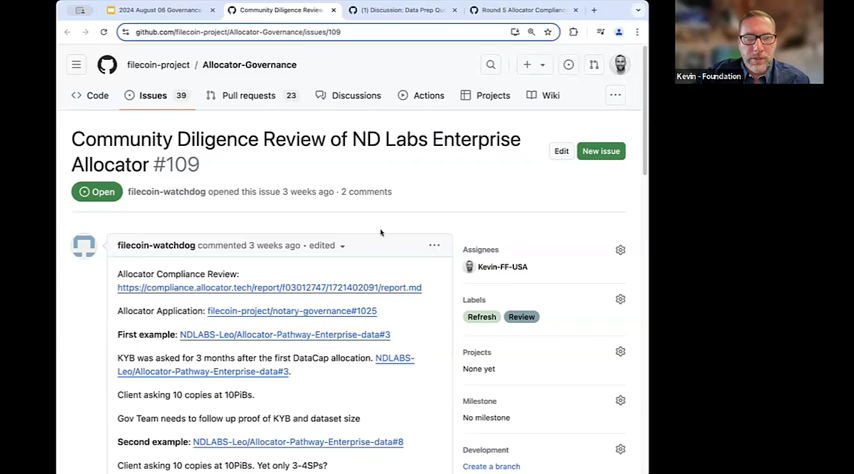 2024 August 06 Governance
Community Diligence Review
(1) Discussion: Data Prep Qu
Round 5 Allocator Complianc
github.com/filecoin-project/Allocator-Governance/issues/109
filecoin-project / Allocator-Governance
Code
Issues 39
Pull requests 23
Discussions
Actions
Projects
Wiki
Community Diligence Review of ND Labs Enterprise
Allocator #109
Edit
New issue
Open
filecoin-watchdog opened this issue 3 weeks ago · 2 comments
filecoin-watchdog commented 3 weeks ago • edited
Allocator Compliance Review:
https://compliance.allocator.tech/report/f03012747/1721402091/report.md
Allocator Application: filecoin-project/notary-governance#1025
First example: NDLABS-Leo/Allocator-Pathway-Enterprise-data#3
KYB was asked for 3 months after the first DataCap allocation. NDLABS-
Leo/Allocator-Pathway-Enterprise-data#3.
Client asking 10 copies at 10PiBs.
Gov Team needs to follow up proof of KYB and dataset size
Second example: NDLABS-Leo/Allocator-Pathway-Enterprise-data#8
Client asking 10 copies at 10PiBs. Yet only 3-4SPs?
Assignees
Kevin-FF-USA
Labels
Refresh
Review
Projects
None yet
Milestone
No milestone
Development
Create a branch
Kevin - Foundation